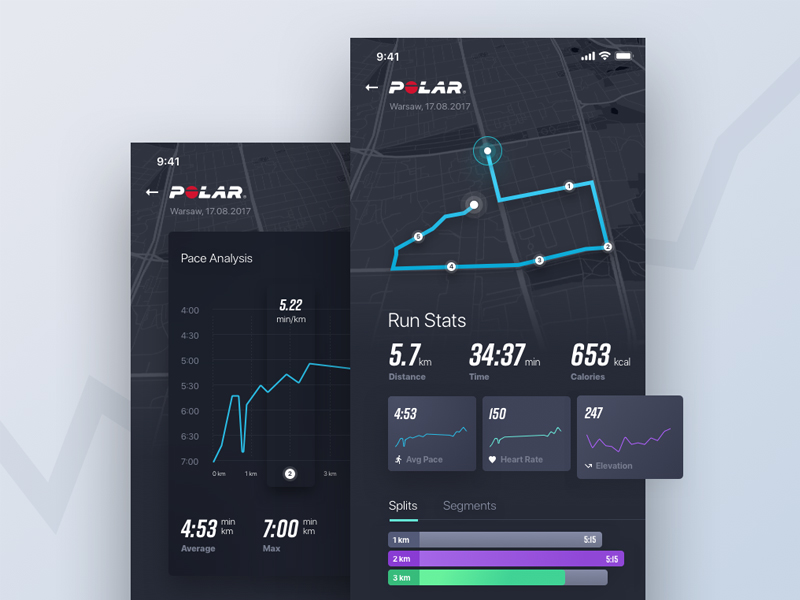 9:41
POLAR
Warsaw, 17.08.2017
Pace Analysis
5.22
min/km
4:00
4:30
5:00
5:30
6:00
6:30
7:00
0 km 1 km 2 3 km
4:53 min km
Average
7:00 min km
Max
9:41
POLAR
Warsaw, 17.08.2017
1
2
3
4
5
Run Stats
5.7 km 34:37 min 653 kcal
Distance Time Calories
4:53 150 247
Avg Pace Heart Rate Elevation
Splits Segments
1 km 5:15
2 km 5:15
3 km